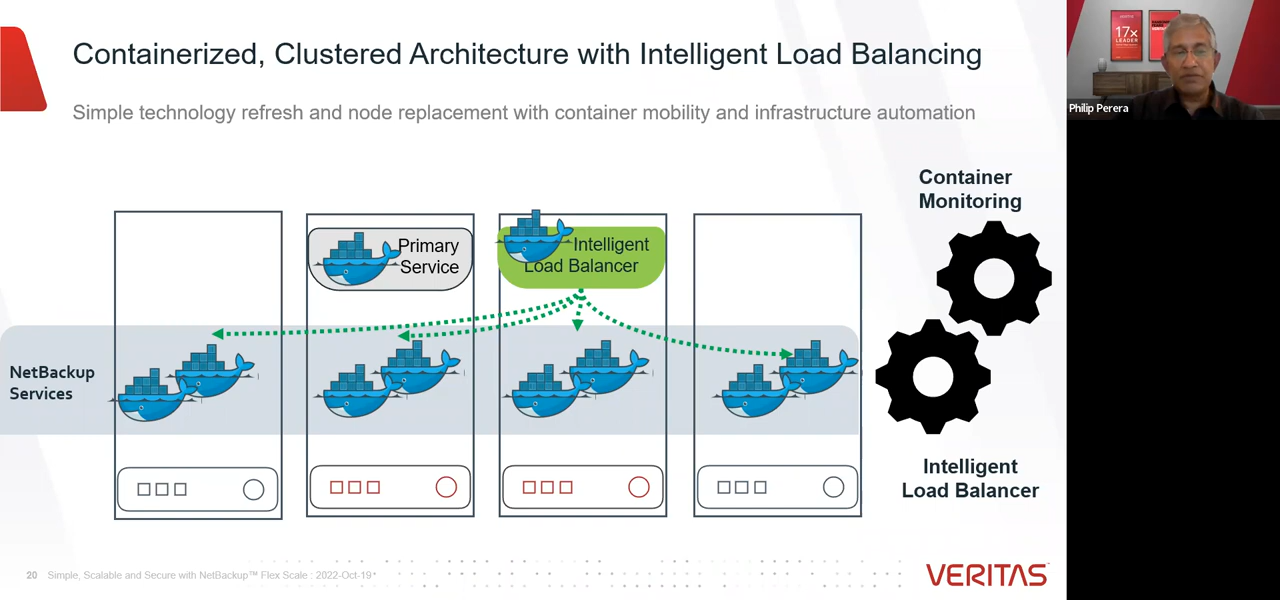 Containerized, Clustered Architecture with Intelligent Load Balancing
Simple technology refresh and node replacement with container mobility and infrastructure automation
17x
LEADER
Philip Perera
Container
Monitoring
Primary
Service
Intelligent
Load Balancer
NetBackup
Services
Intelligent
Load Balancer
20 Simple, Scalable and Secure with NetBackup™ Flex Scale : 2022-Oct-19
VERITAS